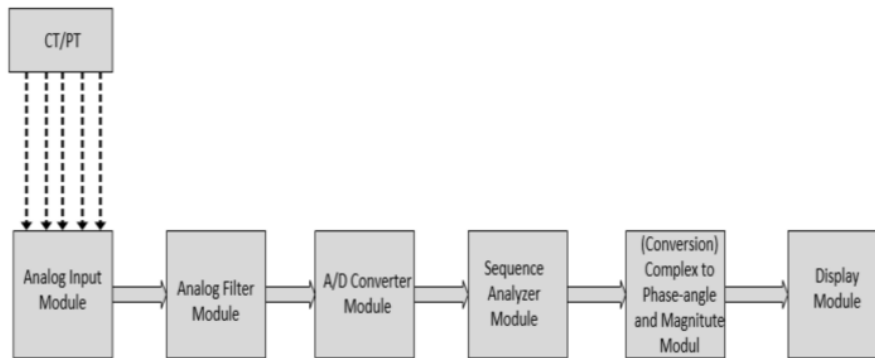 CT/PT
Analog Input
Module
Analog Filter
Module
A/D Converter
Module
Sequence
Analyzer
Module
(Conversion)
Complex to
Phase-angle
and Magnitute
Modul
Display
Module